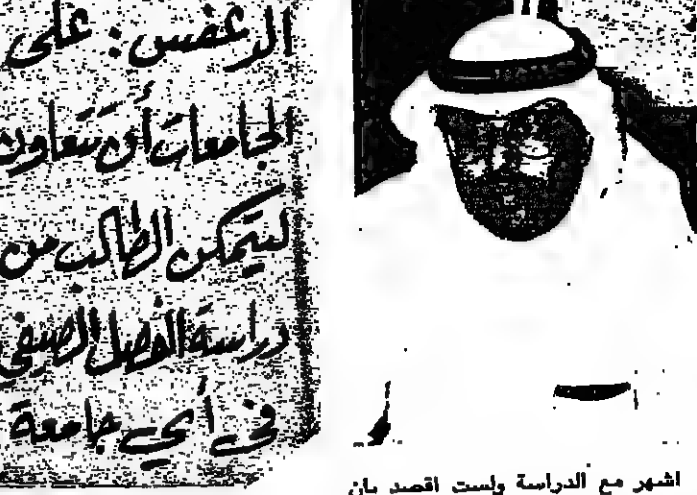 الدعفس : على
الجامعات أن تتعاون
ليتمكن الطالب من
دراسة الفصل الصيفي
في أي جامعة
اشهر مع الدراسة ولست اقصد بان